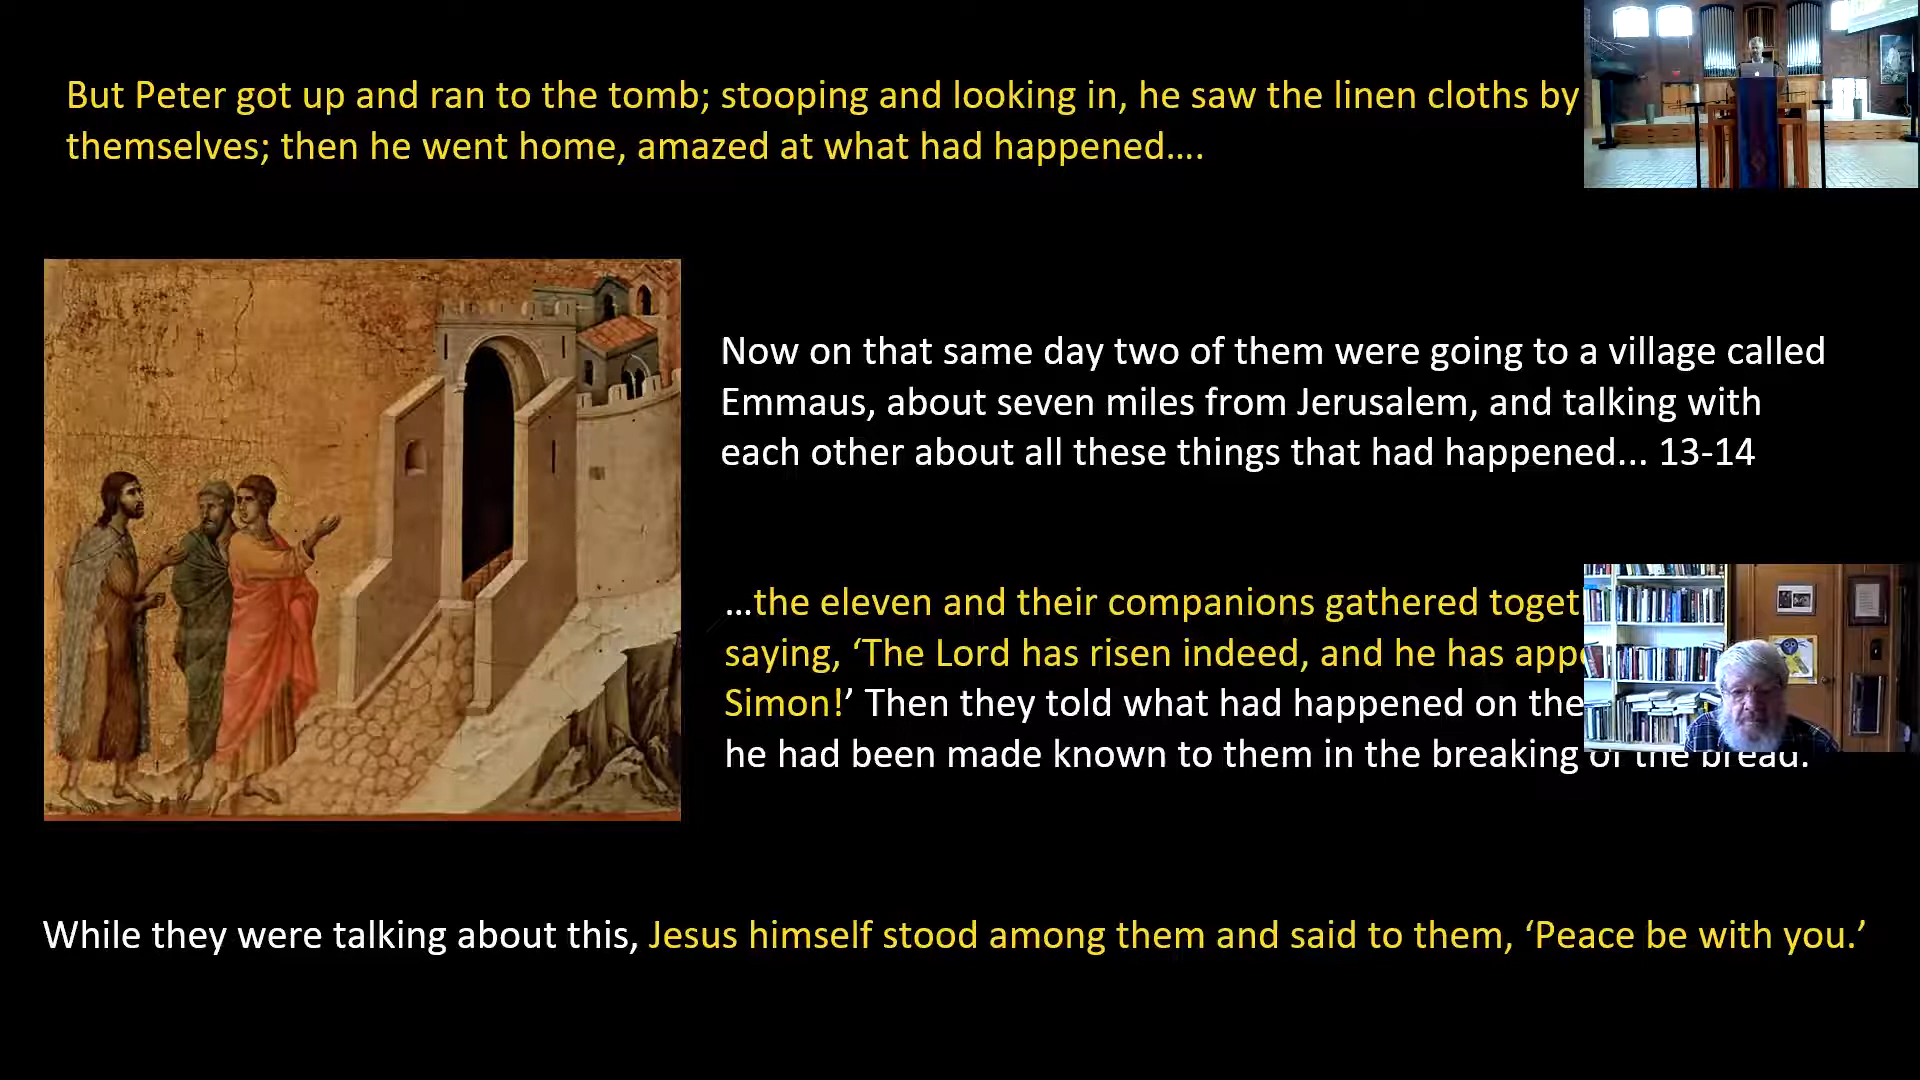 But Peter got up and ran to the tomb; stooping and looking in, he saw the linen cloths by
themselves; then he went home, amazed at what had happened….
Now on that same day two of them were going to a village called
Emmaus, about seven miles from Jerusalem, and talking with
each other about all these things that had happened... 13-14
…the eleven and their companions gathered
saying, ‘The Lord has risen indeed, and he has
Simon!’ Then they told what had happened on the
he had been made known to them in the breaking of the bread.
While they were talking about this, Jesus himself stood among them and said to them, ‘Peace be with you.’